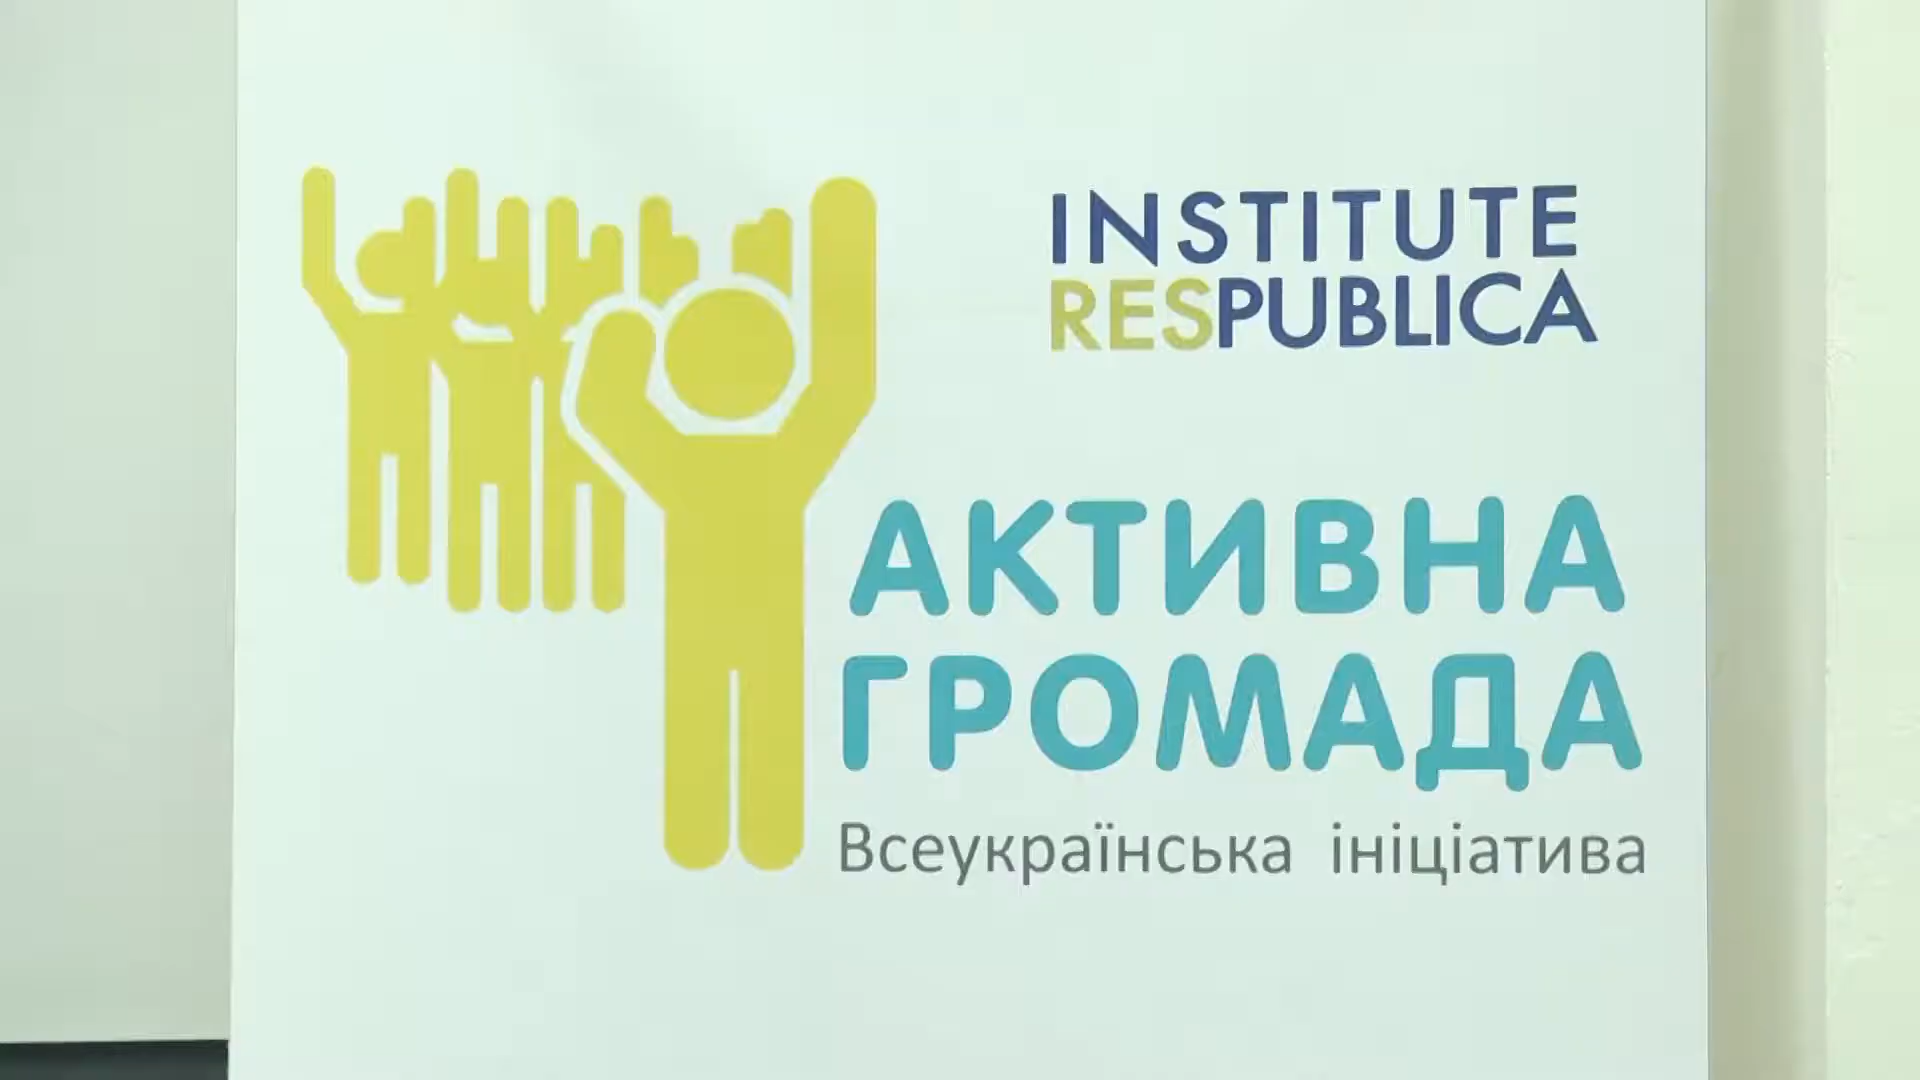 INSTITUTE
RESPUBLICA
АКТИВНА
ГРОМАДА
Всеукраїнська ініціатива